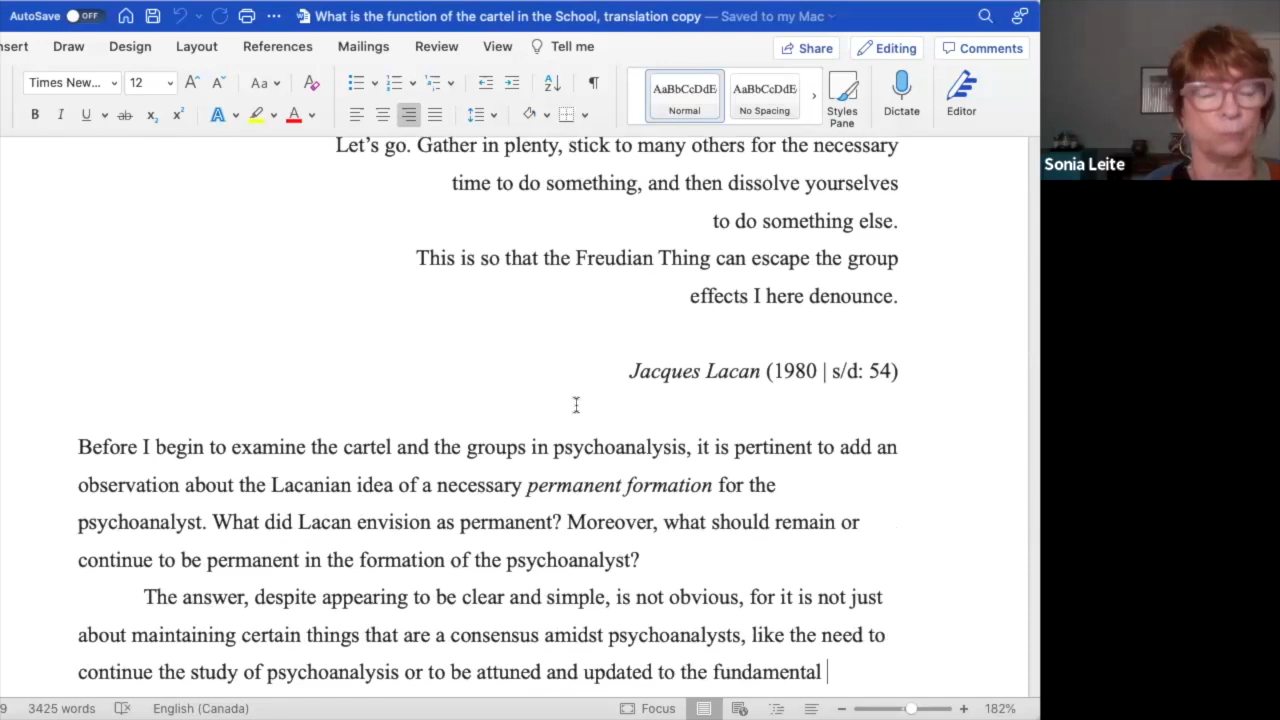 AutoSave OFF What is the function of the cartel in the School, translation copy — Saved to my Mac
nsert Draw Design Layout References Mailings Review View Tell me Share Editing Comments
Times New... 12 Aa AaBbCcDdE AaBbCcDdE
Normal No Spacing Styles Pane Dictate Editor
B I U ab x₂ x² A A
Sonia Leite
Let's go. Gather in plenty, stick to many others for the necessary
time to do something, and then dissolve yourselves
to do something else.
This is so that the Freudian Thing can escape the group
effects I here denounce.
Jacques Lacan (1980 | s/d: 54)
Before I begin to examine the cartel and the groups in psychoanalysis, it is pertinent to add an
observation about the Lacanian idea of a necessary permanent formation for the
psychoanalyst. What did Lacan envision as permanent? Moreover, what should remain or
continue to be permanent in the formation of the psychoanalyst?
The answer, despite appearing to be clear and simple, is not obvious, for it is not just
about maintaining certain things that are a consensus amidst psychoanalysts, like the need to
continue the study of psychoanalysis or to be attuned and updated to the fundamental
9 3425 words English (Canada) Focus 182%